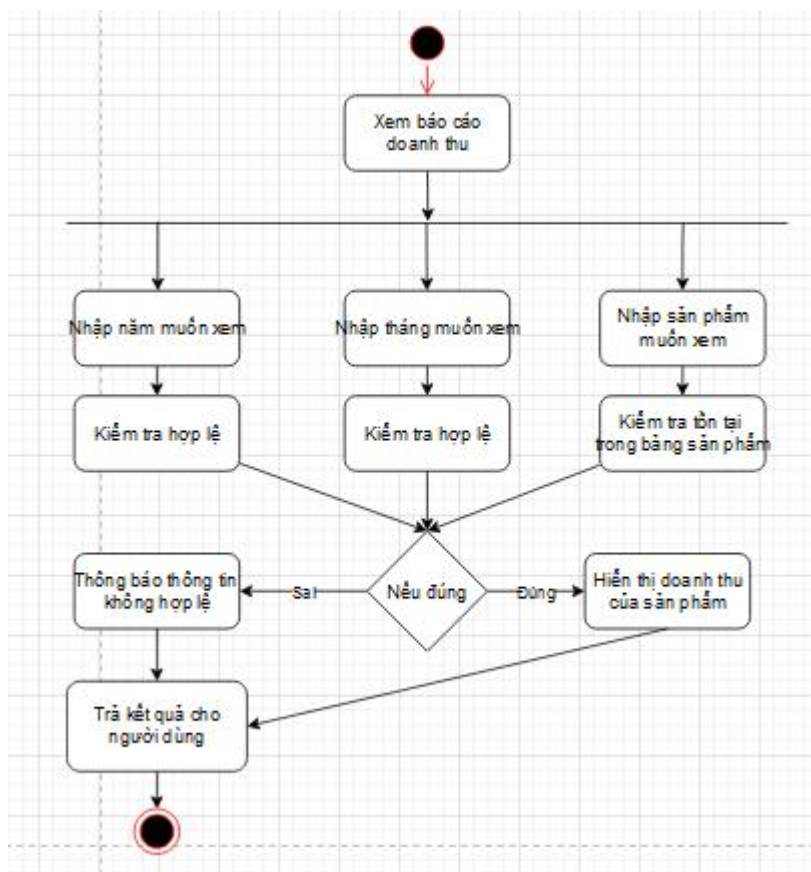 Xem báo cáo
doanh thu
Nhập năm muốn xem
Nhập tháng muốn xem
Nhập sản phẩm
muốn xem
Kiểm tra hợp lệ
Kiểm tra hợp lệ
Kiểm tra tồn tại
trong bảng sản phẩm
Thông báo thông tin
không hợp lệ
Sai
Nếu đúng
Đúng
Hiển thị doanh thu
của sản phẩm
Trả kết quả cho
người dùng